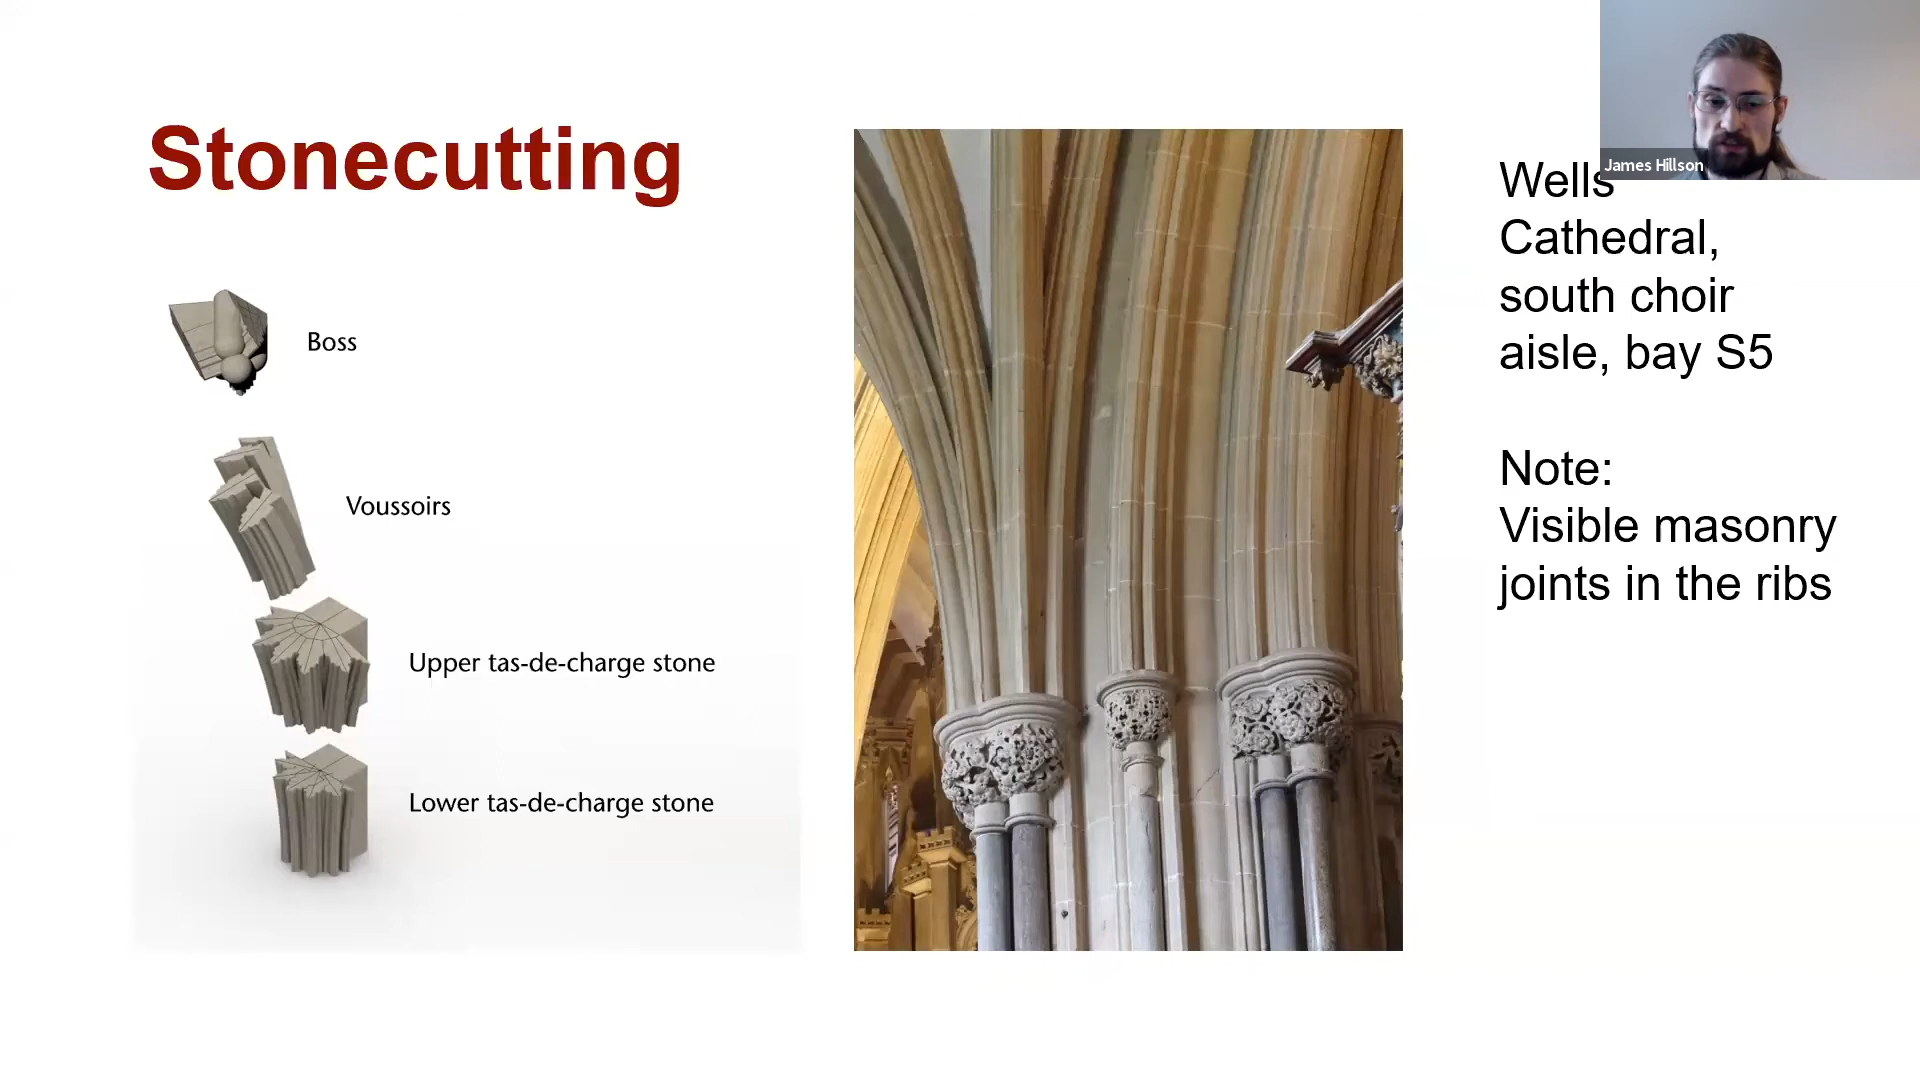 Stonecutting
Boss
Voussoirs
Upper tas-de-charge stone
Lower tas-de-charge stone
James Hillson
Wells
Cathedral,
south choir
aisle, bay S5
Note:
Visible masonry
joints in the ribs